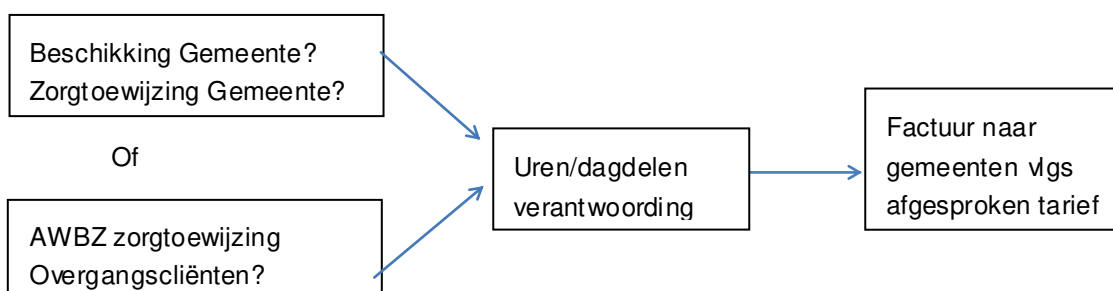 Beschikking Gemeente?
Zorgtoewijzing Gemeente?
Of
AWBZ zorgtoewijzing
Overgangscliënten?
Uren/dagdelen
verantwoording
Factuur naar
gemeenten vlgs
afgesproken tarief